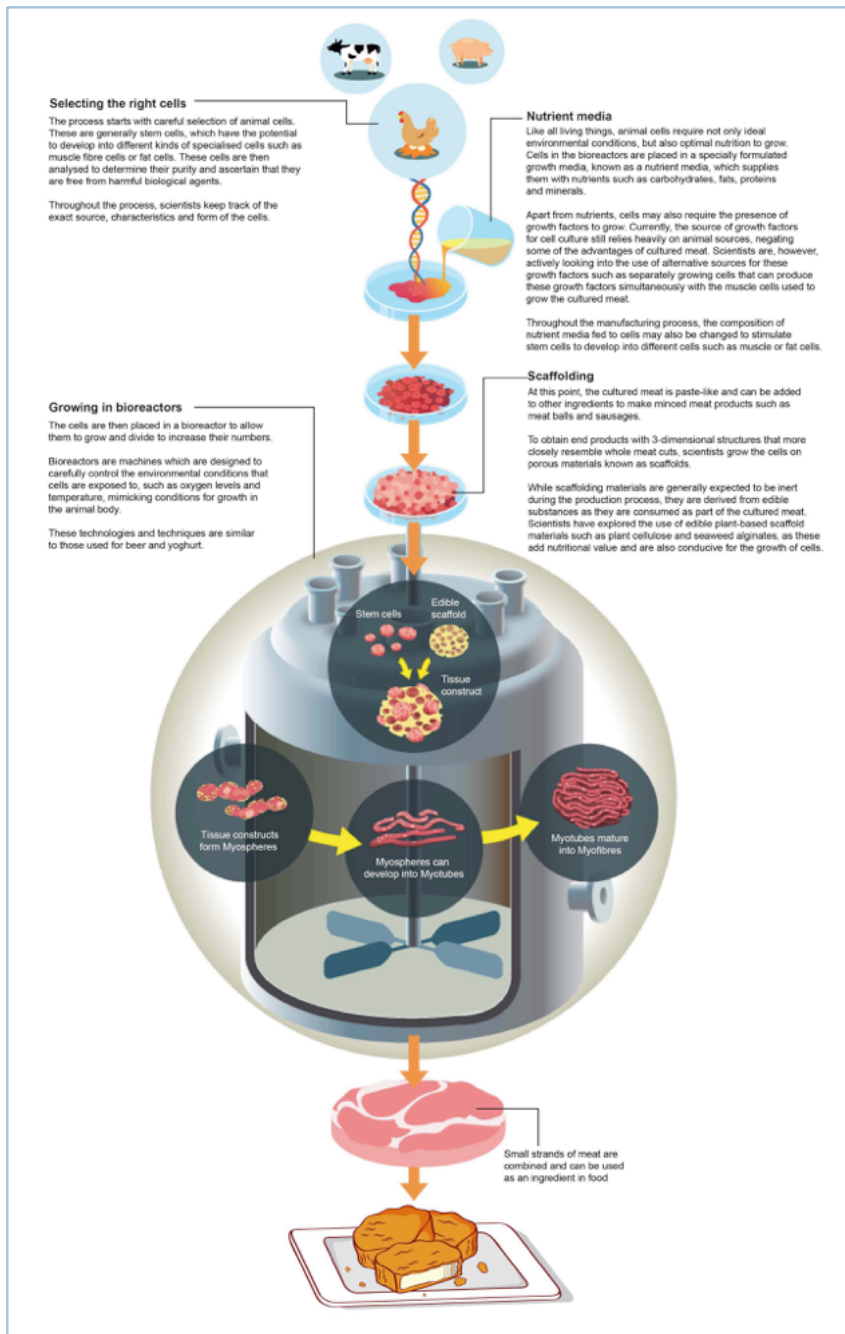 Selecting the right cells
The process starts with careful selection of animal cells.
These are generally stem cells, which have the potential
to develop into different kinds of specialised cells such as
muscle fibre cells or fat cells. These cells are then
analysed to determine their purity and ascertain that they
are free from harmful biological agents.
Throughout the process, scientists keep track of the
exact source, characteristics and form of the cells.
Nutrient media
Like all living things, animal cells require not only ideal
environmental conditions, but also optimal nutrition to grow.
Cells in the bioreactors are placed in a specially formulated
growth media, known as a nutrient media, which supplies
them with nutrients such as carbohydrates, fats, proteins
and minerals.
Apart from nutrients, cells may also require the presence of
growth factors to grow. Currently, the source of growth factors
for cell culture still relies heavily on animal sources, negating
some of the advantages of cultured meat. Scientists are, however,
actively looking into the use of alternative sources for these
growth factors such as separately growing cells that can produce
these growth factors simultaneously with the muscle cells used to
grow the cultured meat.
Throughout the manufacturing process, the composition of
nutrient media fed to cells may also be changed to stimulate
stem cells to develop into different cells such as muscle or fat cells.
Growing in bioreactors
The cells are then placed in a bioreactor to allow
them to grow and divide to increase their numbers.
Bioreactors are machines which are designed to
carefully control the environmental conditions that
cells are exposed to, such as oxygen levels and
temperature, mimicking conditions for growth in
the animal body.
These technologies and techniques are similar
to those used for beer and yoghurt.
Scaffolding
At this point, the cultured meat is paste-like and can be added
to other ingredients to make minced meat products such as
meat balls and sausages.
To obtain end products with 3-dimensional structures that more
closely resemble whole meat cuts, scientists grow the cells on
porous materials known as scaffolds.
While scaffolding materials are generally expected to be inert
during the production process, they are derived from edible
substances as they are consumed as part of the cultured meat.
Scientists have explored the use of edible plant-based scaffold
materials such as plant cellulose and seaweed alginates, as these
add nutritional value and are also conducive for the growth of cells.
Stem cells
Edible
scaffold
Tissue
construct
Tissue constructs
form Myospheres
Myospheres can
develop into Myotubes
Myotubes mature
into Myofibres
Small strands of meat are
combined and can be used
as an ingredient in food